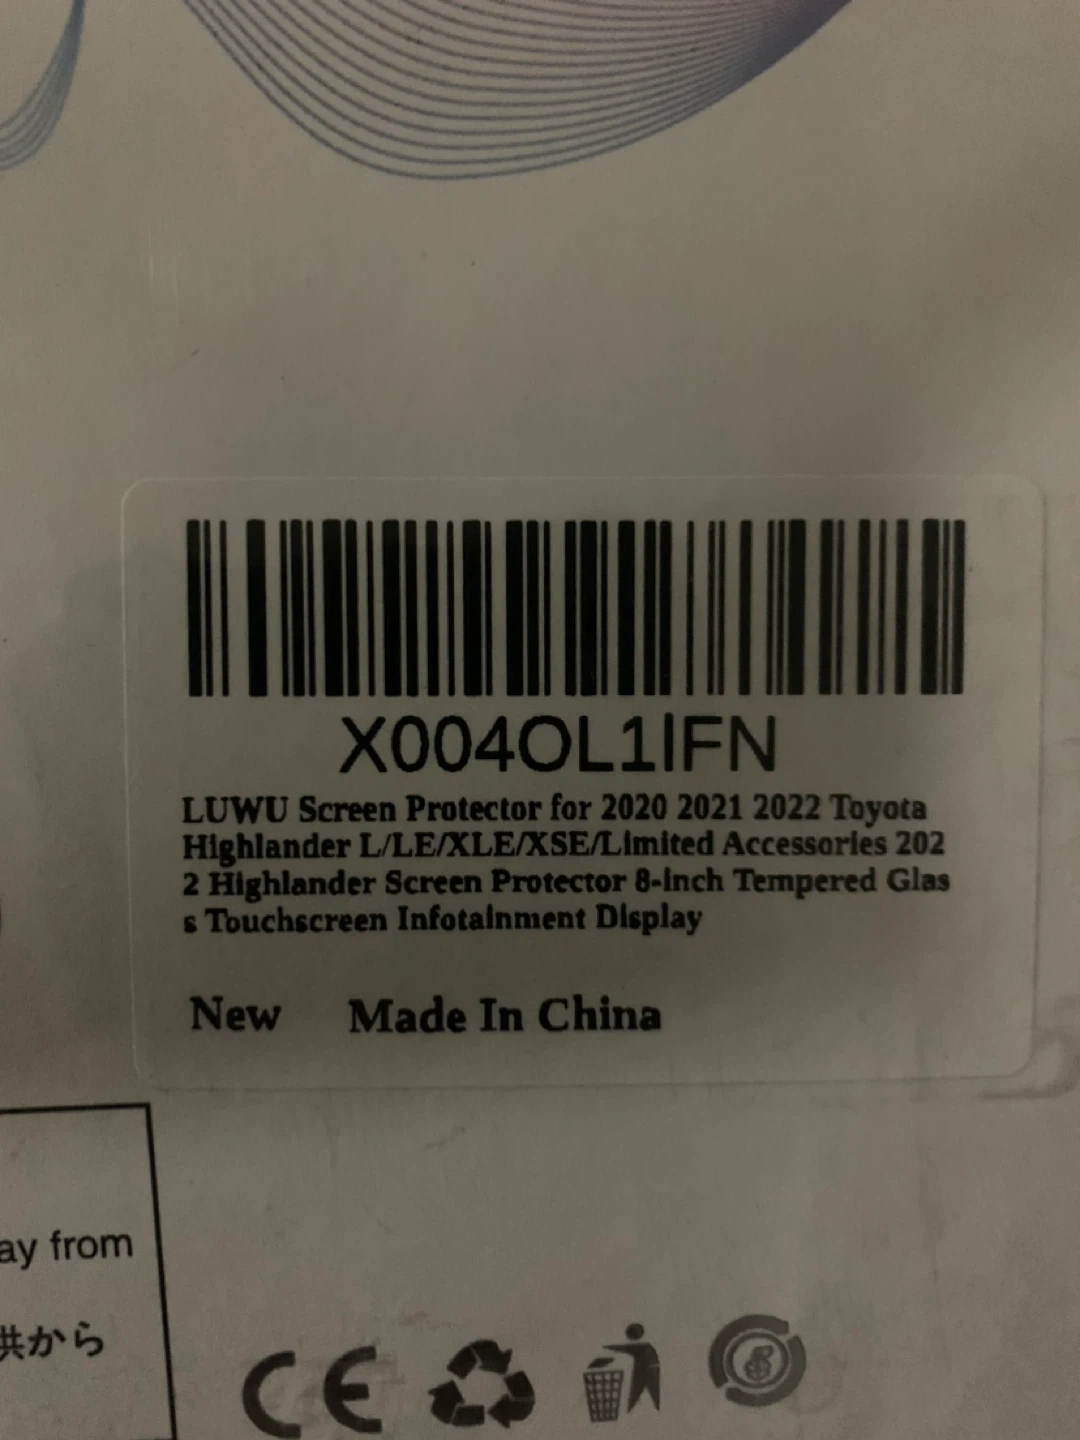 X004OL1IFN
LUWU Screen Protector for 2020 2021 2022 Toyota
Highlander L/LE/XLE/XSE/Limited Accessories 202
2 Highlander Screen Protector 8-Inch Tempered Glas
s Touchscreen Infotainment Display
New Made In China
ay from
供から
CE